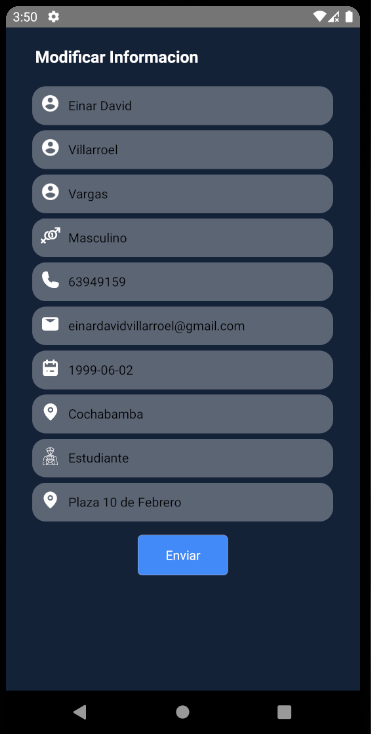 3:50
Modificar Informacion
Einar David
Villarroel
Vargas
Masculino
63949159
einardavidvillarroel@gmail.com
1999-06-02
Cochabamba
Estudiante
Plaza 10 de Febrero
Enviar